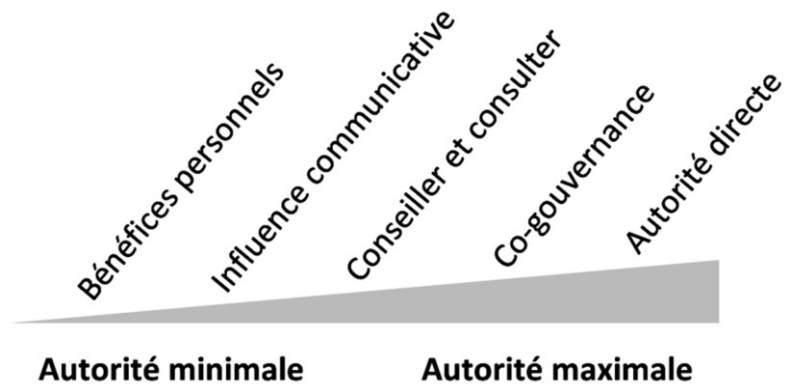 Bénéfices personnels
Influence communicative
Conseiller et consulter
Co-gouvernance
Autorité directe
Autorité minimale
Autorité maximale